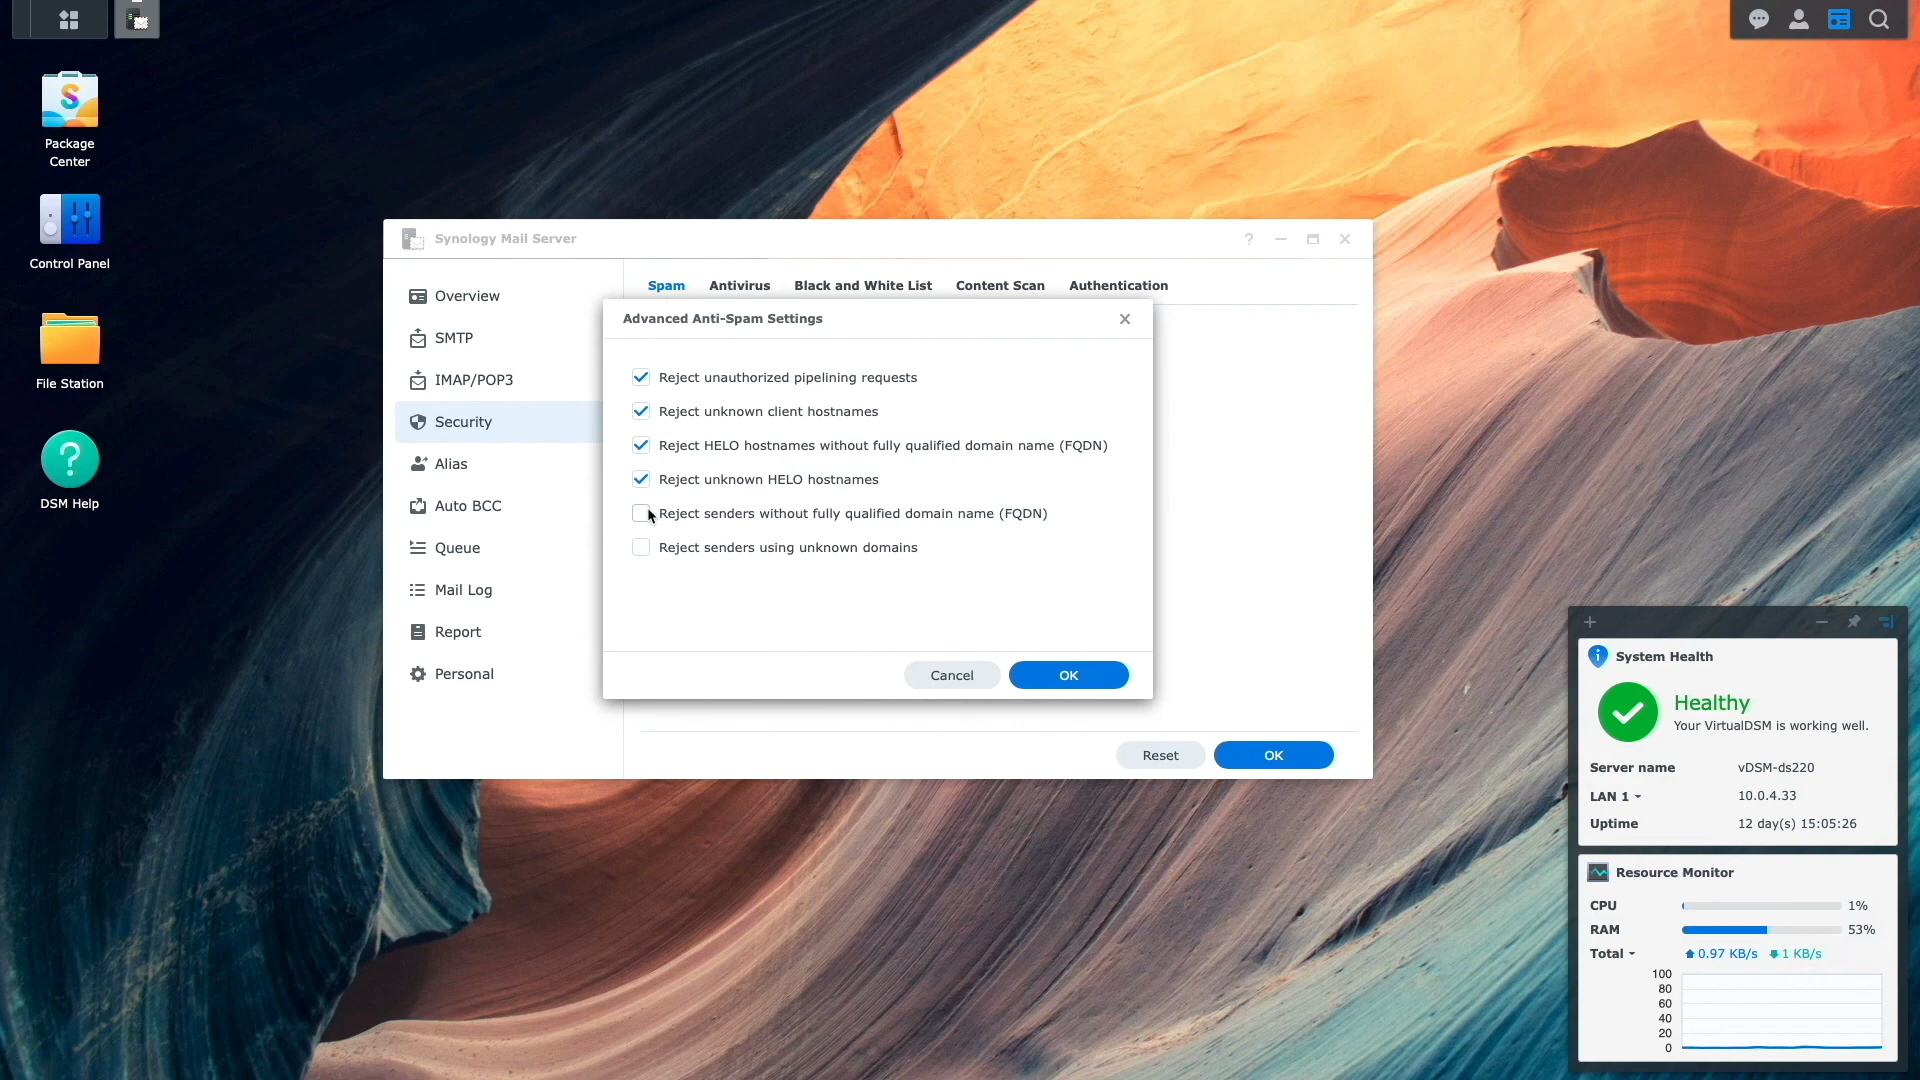 Package
Center
Control Panel
File Station
DSM Help
Synology Mail Server
Overview
SMTP
IMAP/POP3
Security
Alias
Auto BCC
Queue
Mail Log
Report
Personal
Spam Antivirus Black and White List Content Scan Authentication
Advanced Anti-Spam Settings
Reject unauthorized pipelining requests
Reject unknown client hostnames
Reject HELO hostnames without fully qualified domain name (FQDN)
Reject unknown HELO hostnames
Reject senders without fully qualified domain name (FQDN)
Reject senders using unknown domains
Cancel OK
Reset OK
System Health
Healthy
Your VirtualDSM is working well.
Server name vDSM-ds220
LAN 1 10.0.4.33
Uptime 12 day(s) 15:05:26
Resource Monitor
CPU 1%
RAM 53%
Total 0.97 KB/s 1 KB/s
100
80
60
40
20
0